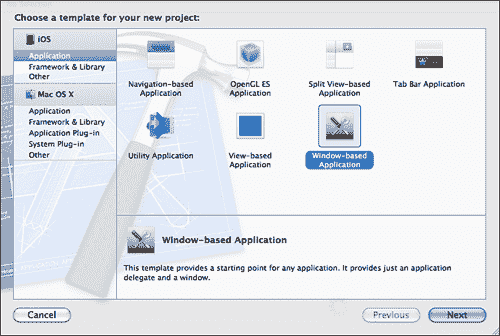 Choose a template for your new project:
iOS
Application
Framework & Library
Other
Mac OS X
Application
Framework & Library
Application Plug-in
System Plug-in
Other
Navigation-based
Application
OpenGL ES
Application
Split View-based
Application
Tab Bar Application
Utility Application
View-based
Application
Window-based
Application
Window-based Application
This template provides a starting point for any application. It provides just an application
delegate and a window.
Cancel
Previous
Next